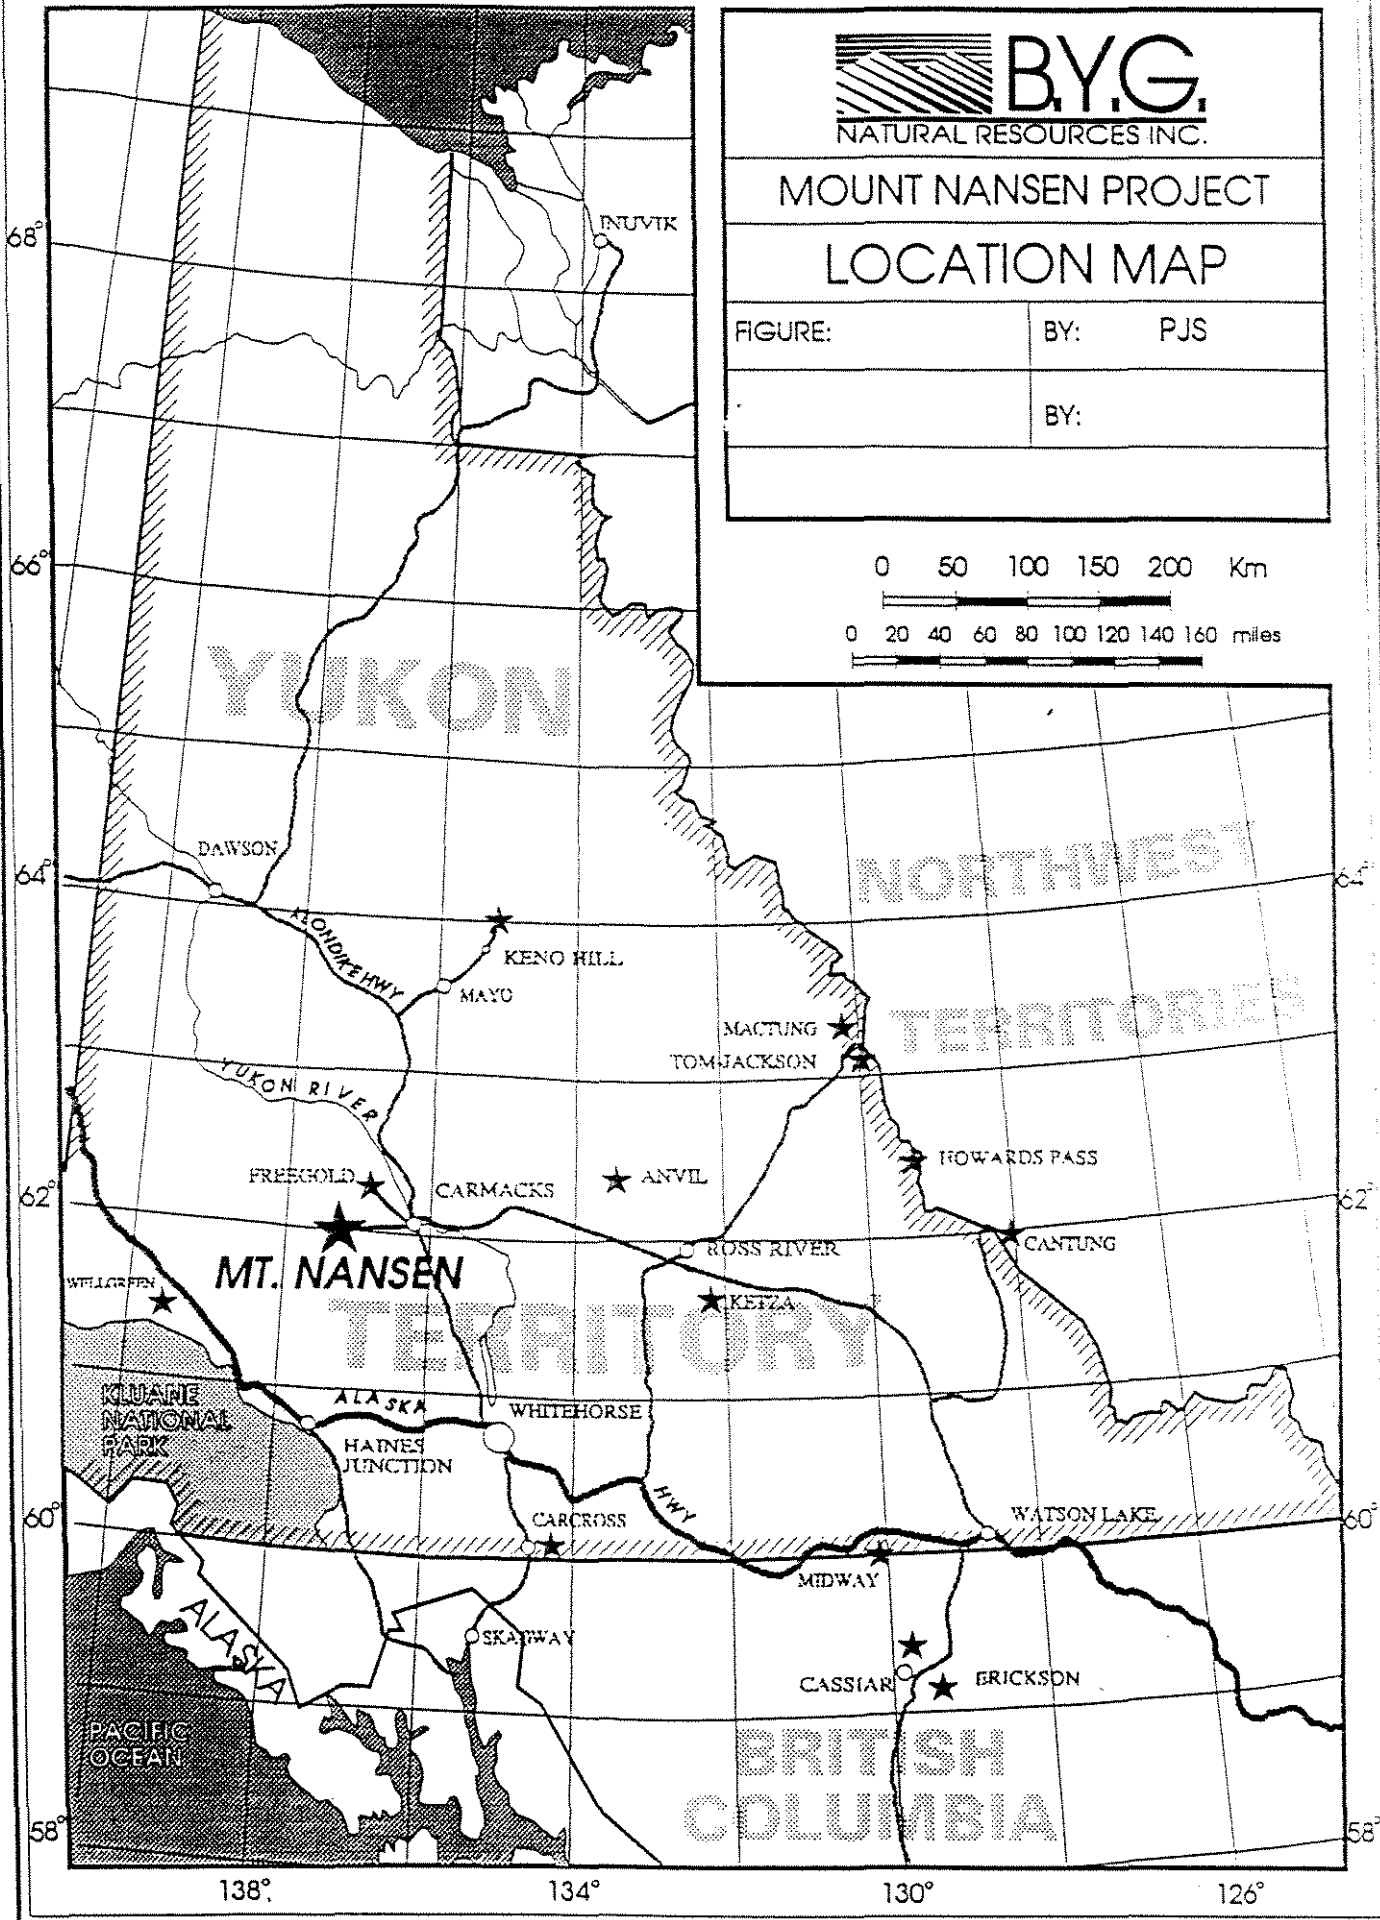 B.Y.G.
NATURAL RESOURCES INC.
MOUNT NANSEN PROJECT
LOCATION MAP
FIGURE:
BY: PJS
BY:
0 50 100 150 200 Km
0 20 40 60 80 100 120 140 160 miles
INUVIK
68°
66°
YUKON
DAWSON
NORTHWEST
64°
64°
KLONDIKE HWY
KENO HILL
MAYO
TERRITORIES
MACTUNG
TOM-JACKSON
YUKON RIVER
HOWARDS PASS
FREEGOLD
ANVIL
CARMACKS
62°
62°
ROSS RIVER
CANTUNG
MT. NANSEN
WELLGREEN
KETZA
TERRITORY
KLUANE
NATIONAL
PARK
ALASKA
WHITEHORSE
HAINES
JUNCTION
HWY
CARCROSS
WATSON LAKE
60°
60°
MIDWAY
ALASKA
SKAGWAY
CASSIAR
ERICKSON
PACIFIC
OCEAN
BRITISH
COLUMBIA
58°
58°
138°
134°
130°
126°